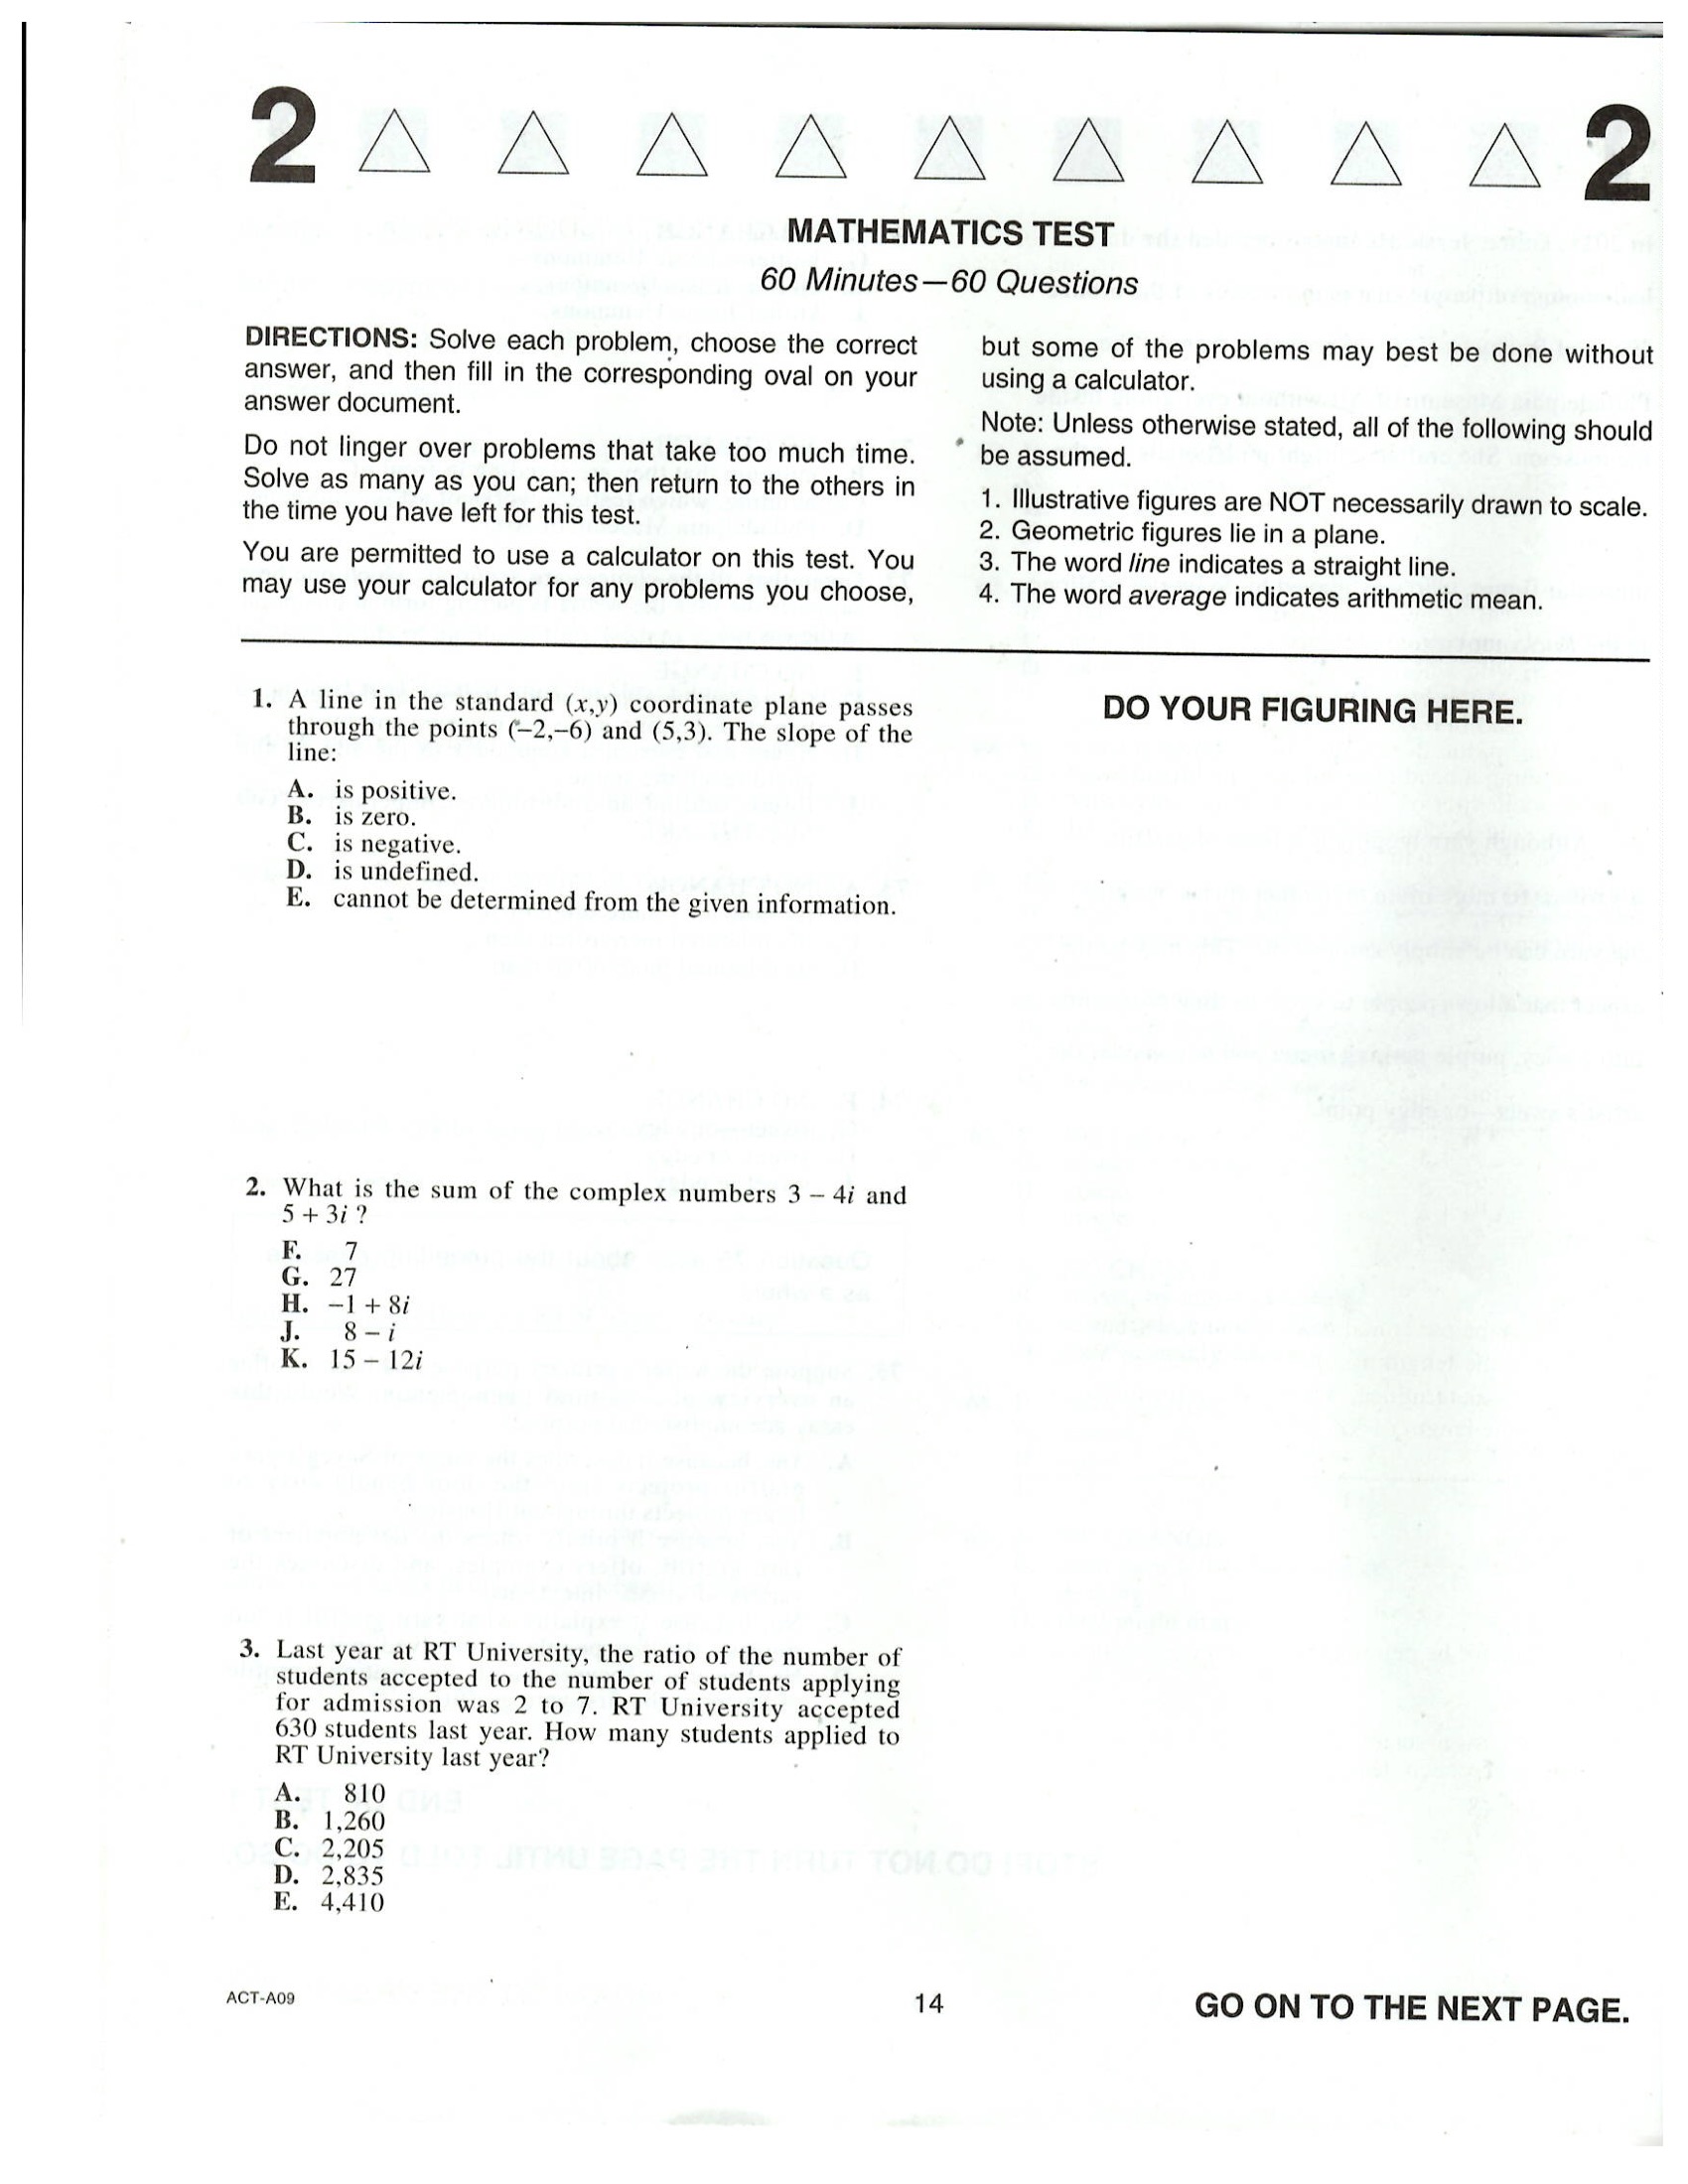 2 2
MATHEMATICS TEST
60 Minutes—60 Questions
DIRECTIONS: Solve each problem, choose the correct
answer, and then fill in the corresponding oval on your
answer document.
Do not linger over problems that take too much time.
Solve as many as you can; then return to the others in
the time you have left for this test.
You are permitted to use a calculator on this test. You
may use your calculator for any problems you choose,
but some of the problems may best be done without
using a calculator.
Note: Unless otherwise stated, all of the following should
be assumed.
1. Illustrative figures are NOT necessarily drawn to scale.
2. Geometric figures lie in a plane.
3. The word line indicates a straight line.
4. The word average indicates arithmetic mean.
1. A line in the standard (x,y) coordinate plane passes
through the points (−2,−6) and (5,3). The slope of the
line:
A. is positive.
B. is zero.
C. is negative.
D. is undefined.
E. cannot be determined from the given information.
DO YOUR FIGURING HERE.
2. What is the sum of the complex numbers 3 − 4i and
5 + 3i ?
F. 7
G. 27
H. −1 + 8i
J. 8 − i
K. 15 − 12i
3. Last year at RT University, the ratio of the number of
students accepted to the number of students applying
for admission was 2 to 7. RT University accepted
630 students last year. How many students applied to
RT University last year?
A. 810
B. 1,260
C. 2,205
D. 2,835
E. 4,410
ACT-A09
14
GO ON TO THE NEXT PAGE.